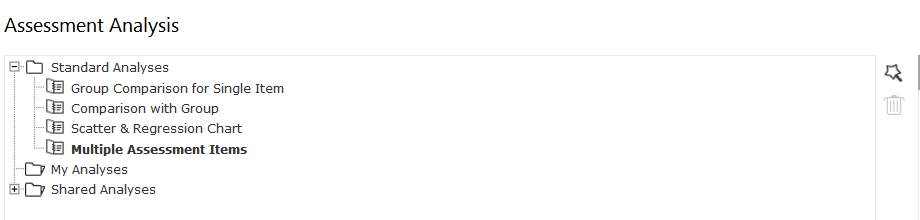 Assessment Analysis
Standard Analyses
Group Comparison for Single Item
Comparison with Group
Scatter & Regression Chart
Multiple Assessment Items
My Analyses
Shared Analyses